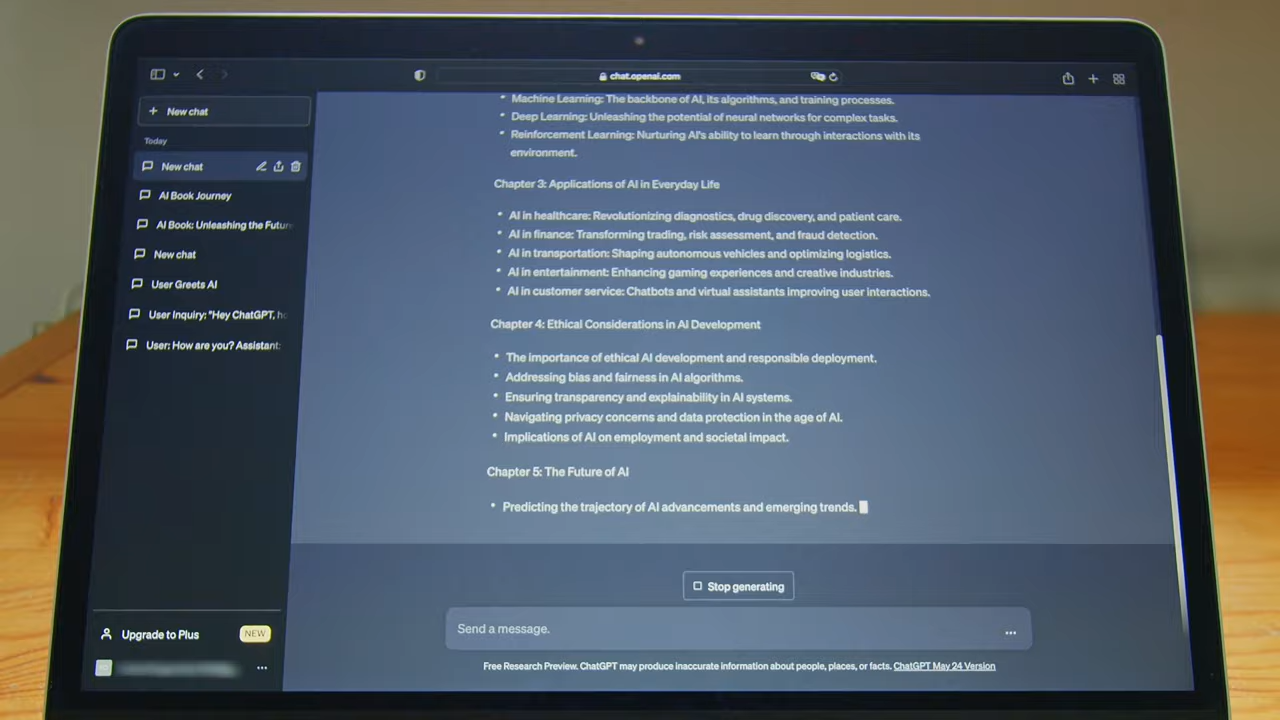 chat.openai.com
New chat
Today
New chat
AI Book Journey
AI Book: Unleashing the Future
New chat
User Greets AI
User Inquiry: "Hey ChatGPT, ho
User: How are you? Assistant:
Upgrade to Plus
NEW
• Machine Learning: The backbone of AI, its algorithms, and training processes.
• Deep Learning: Unleashing the potential of neural networks for complex tasks.
• Reinforcement Learning: Nurturing AI's ability to learn through interactions with its
environment.
Chapter 3: Applications of AI in Everyday Life
• AI in healthcare: Revolutionizing diagnostics, drug discovery, and patient care.
• AI in finance: Transforming trading, risk assessment, and fraud detection.
• AI in transportation: Shaping autonomous vehicles and optimizing logistics.
• AI in entertainment: Enhancing gaming experiences and creative industries.
• AI in customer service: Chatbots and virtual assistants improving user interactions.
Chapter 4: Ethical Considerations in AI Development
• The importance of ethical AI development and responsible deployment.
• Addressing bias and fairness in AI algorithms.
• Ensuring transparency and explainability in AI systems.
• Navigating privacy concerns and data protection in the age of AI.
• Implications of AI on employment and societal impact.
Chapter 5: The Future of AI
• Predicting the trajectory of AI advancements and emerging trends.
Stop generating
Send a message.
Free Research Preview. ChatGPT may produce inaccurate information about people, places, or facts. ChatGPT May 24 Version